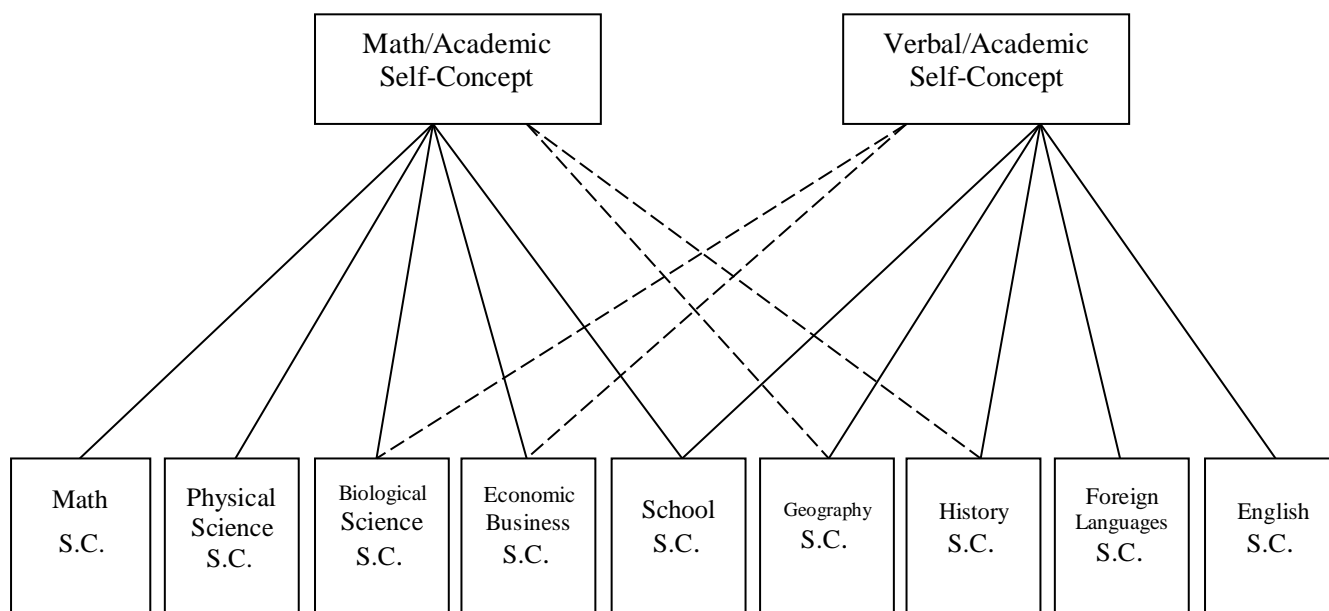 Math/Academic
Self-Concept
Verbal/Academic
Self-Concept
Math
S.C.
Physical
Science
S.C.
Biological
Science
S.C.
Economic
Business
S.C.
School
S.C.
Geography
S.C.
History
S.C.
Foreign
Languages
S.C.
English
S.C.